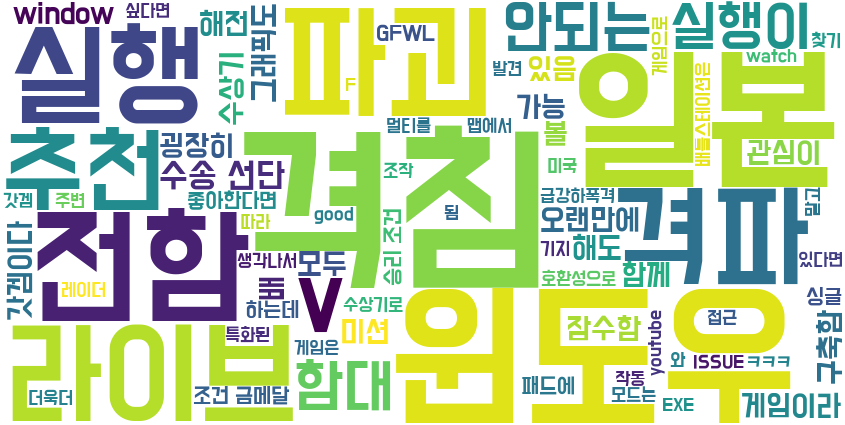 window
싶다면
해전
GFWL
안되는
실행이
실행
수상기
그래픽도
파괴
F
발견
있음
게임으로
watch
찾기
추천
굉장히
멀티를
맵에서
가능
볼
일본
배틀스테이션은
관심이
수송 선단
좋아한다면
격침
조작
미국
갓겜
주변
전함
good
됨
급강하폭격
오랜만에
격파
맑고
갓겜이다
따라
생각나서
모두
승리 조건
기지
해도
있다면
레이더
봄
V
호환성으로
함께
하는데
수상기로
싱글
라이브
특화된
미션
원도우
잠수함
접근
구축함
게임은
youtube
와
ISSUE
ㅋㅋㅋ
더욱더
조건 금메달
함대
패드에
작동
모드는
EXE
게임이라